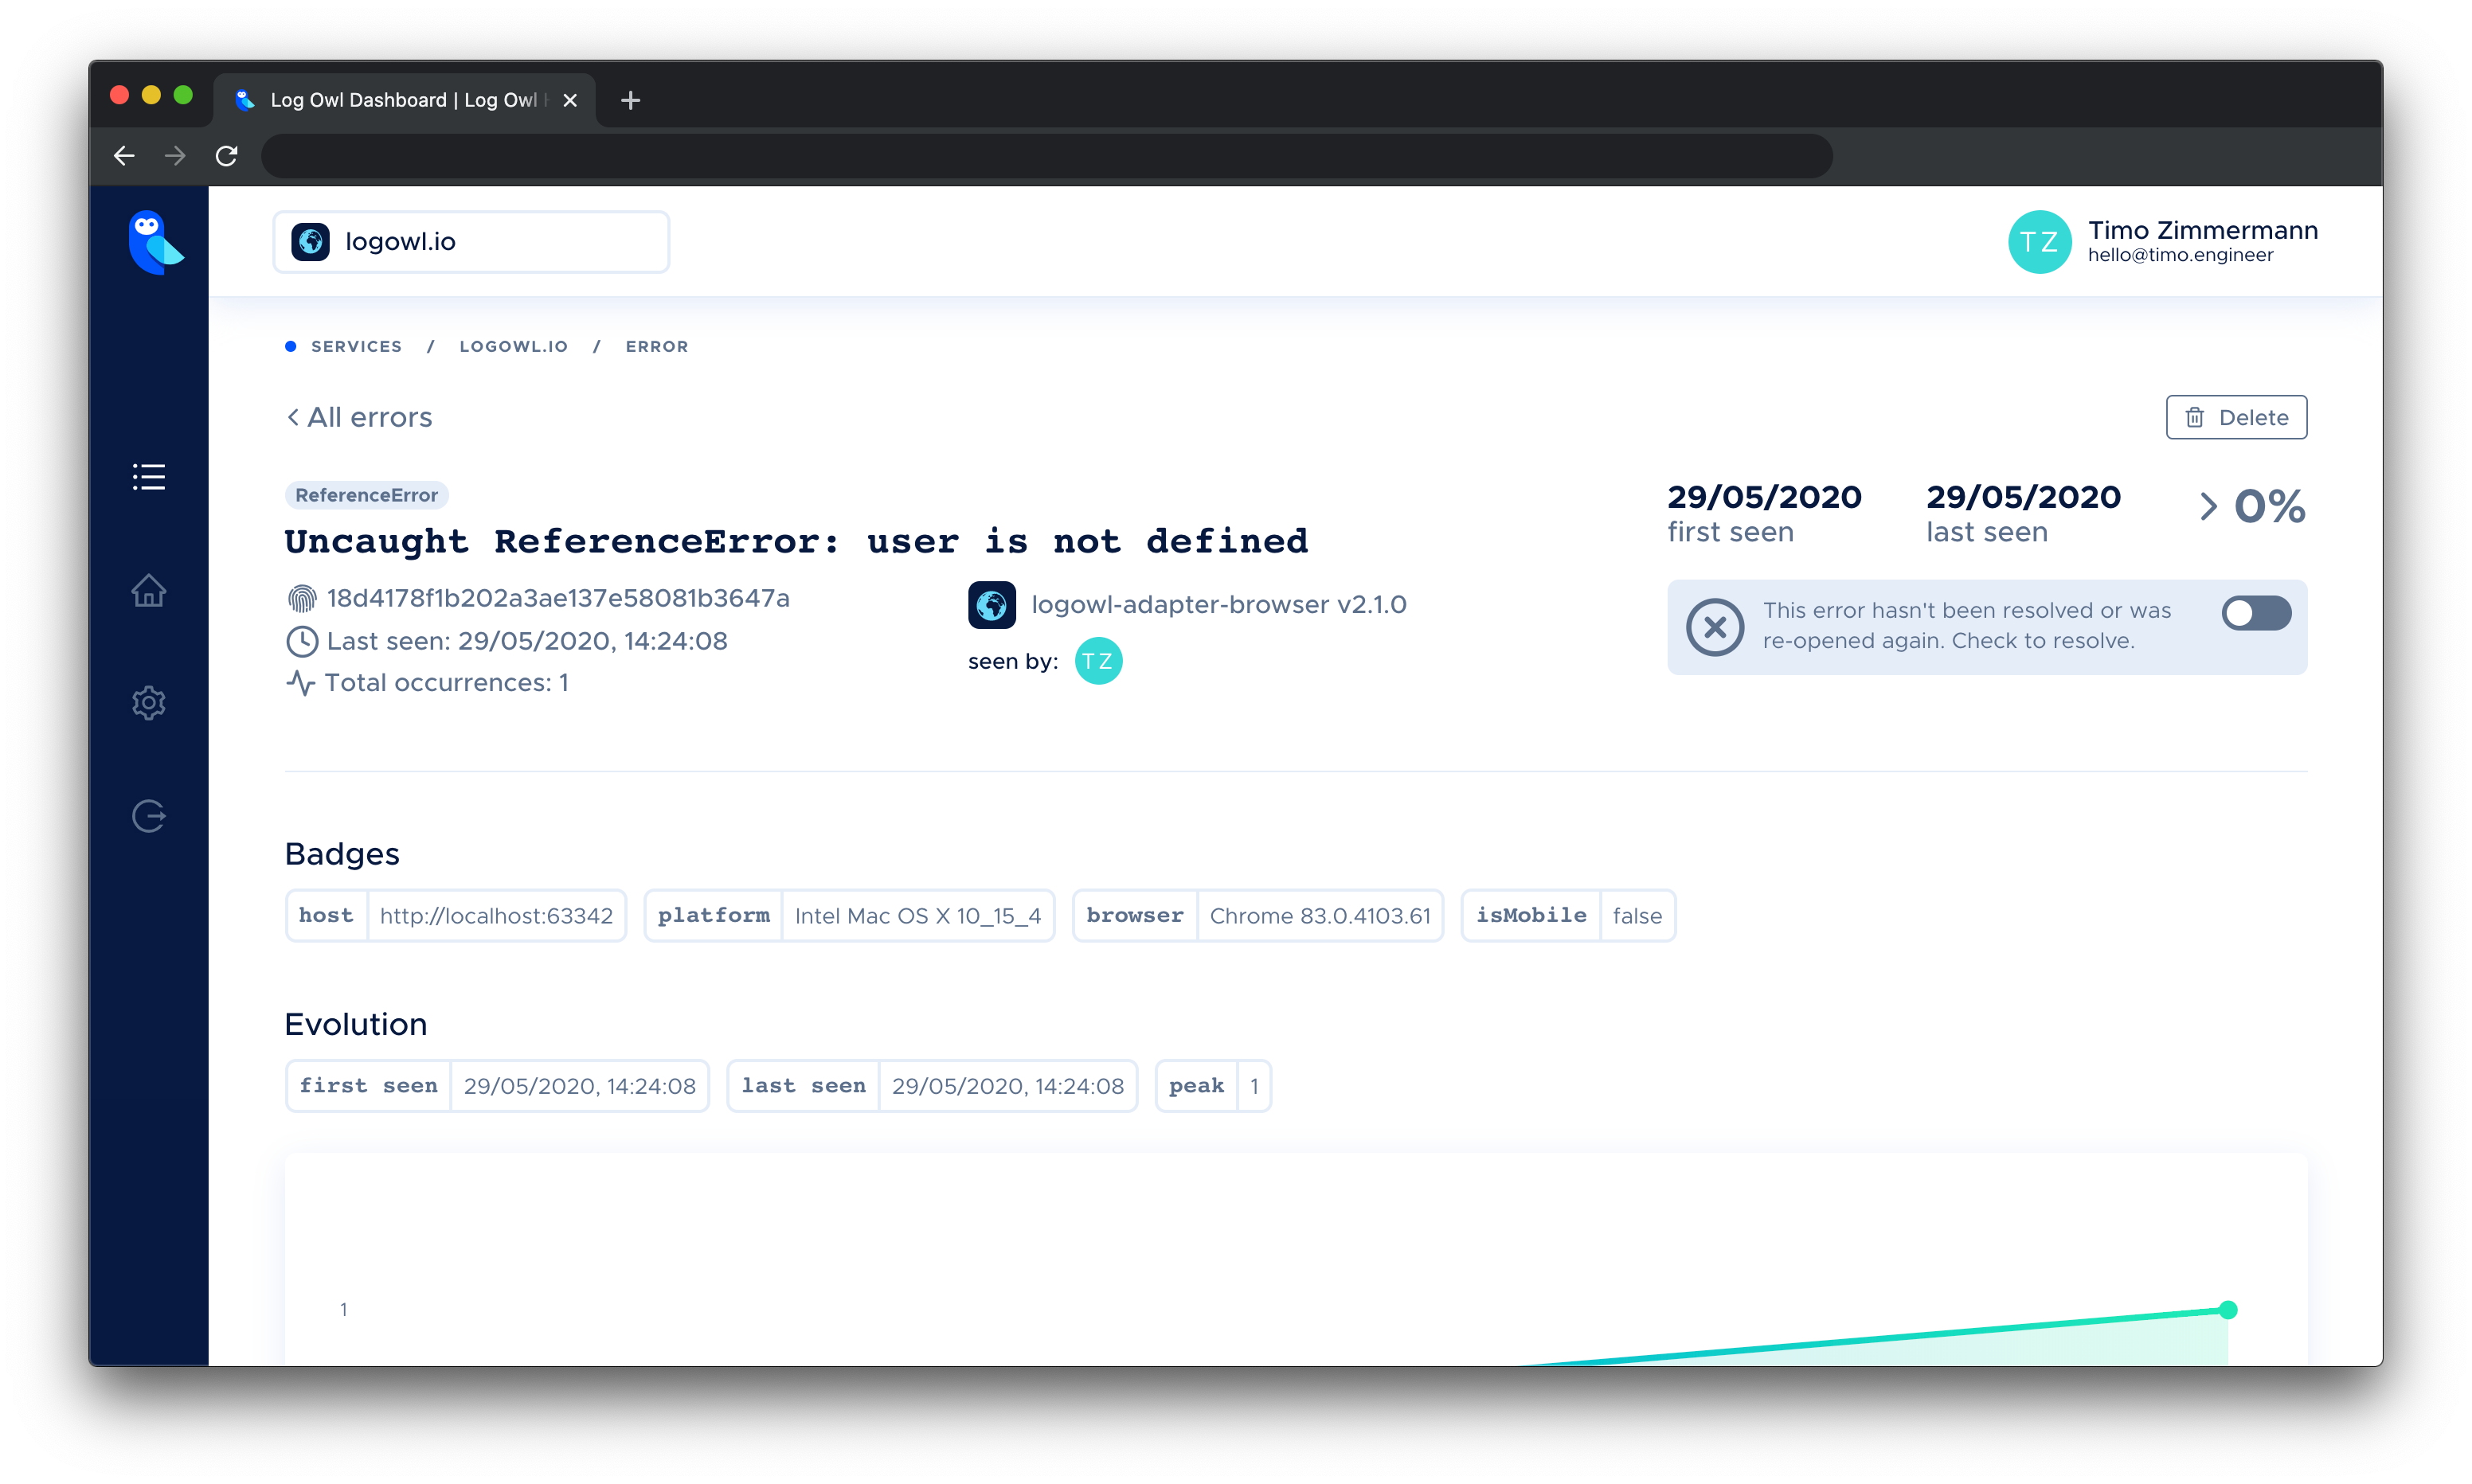 Log Owl Dashboard | Log Owl
logowl.io
TZ
Timo Zimmermann
hello@timo.engineer
SERVICES / LOGOWL.IO / ERROR
All errors
Delete
ReferenceError
Uncaught ReferenceError: user is not defined
18d4178f1b202a3ae137e58081b3647a
Last seen: 29/05/2020, 14:24:08
Total occurrences: 1
logowl-adapter-browser v2.1.0
seen by: TZ
29/05/2020
first seen
29/05/2020
last seen
> 0%
This error hasn't been resolved or was
re-opened again. Check to resolve.
Badges
host http://localhost:63342 platform Intel Mac OS X 10_15_4 browser Chrome 83.0.4103.61 isMobile false
Evolution
first seen 29/05/2020, 14:24:08 last seen 29/05/2020, 14:24:08 peak 1
1